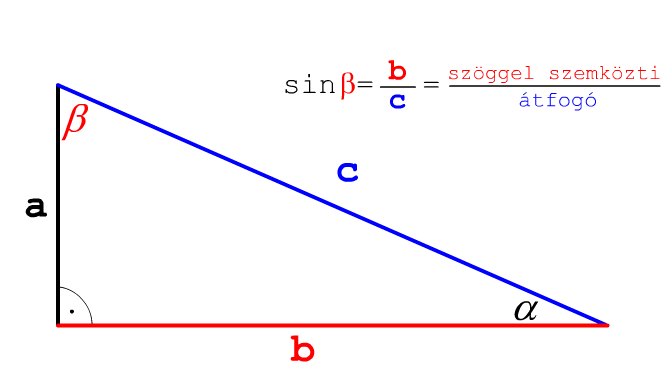 sin β = b/c = szöggel szemközti / átfogó
β
c
a
α
b